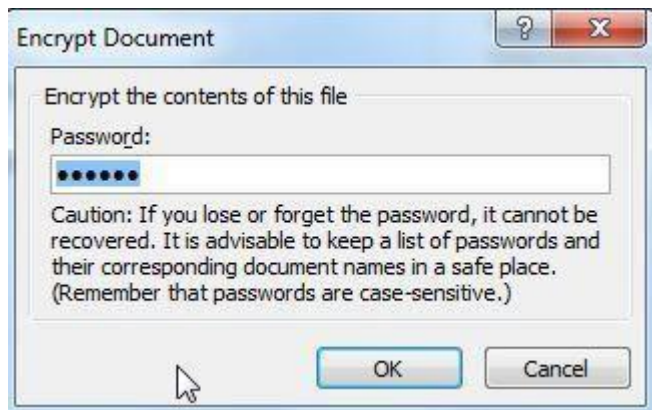 Encrypt Document
Encrypt the contents of this file
Password:
••••••
Caution: If you lose or forget the password, it cannot be
recovered. It is advisable to keep a list of passwords and
their corresponding document names in a safe place.
(Remember that passwords are case-sensitive.)
OK
Cancel